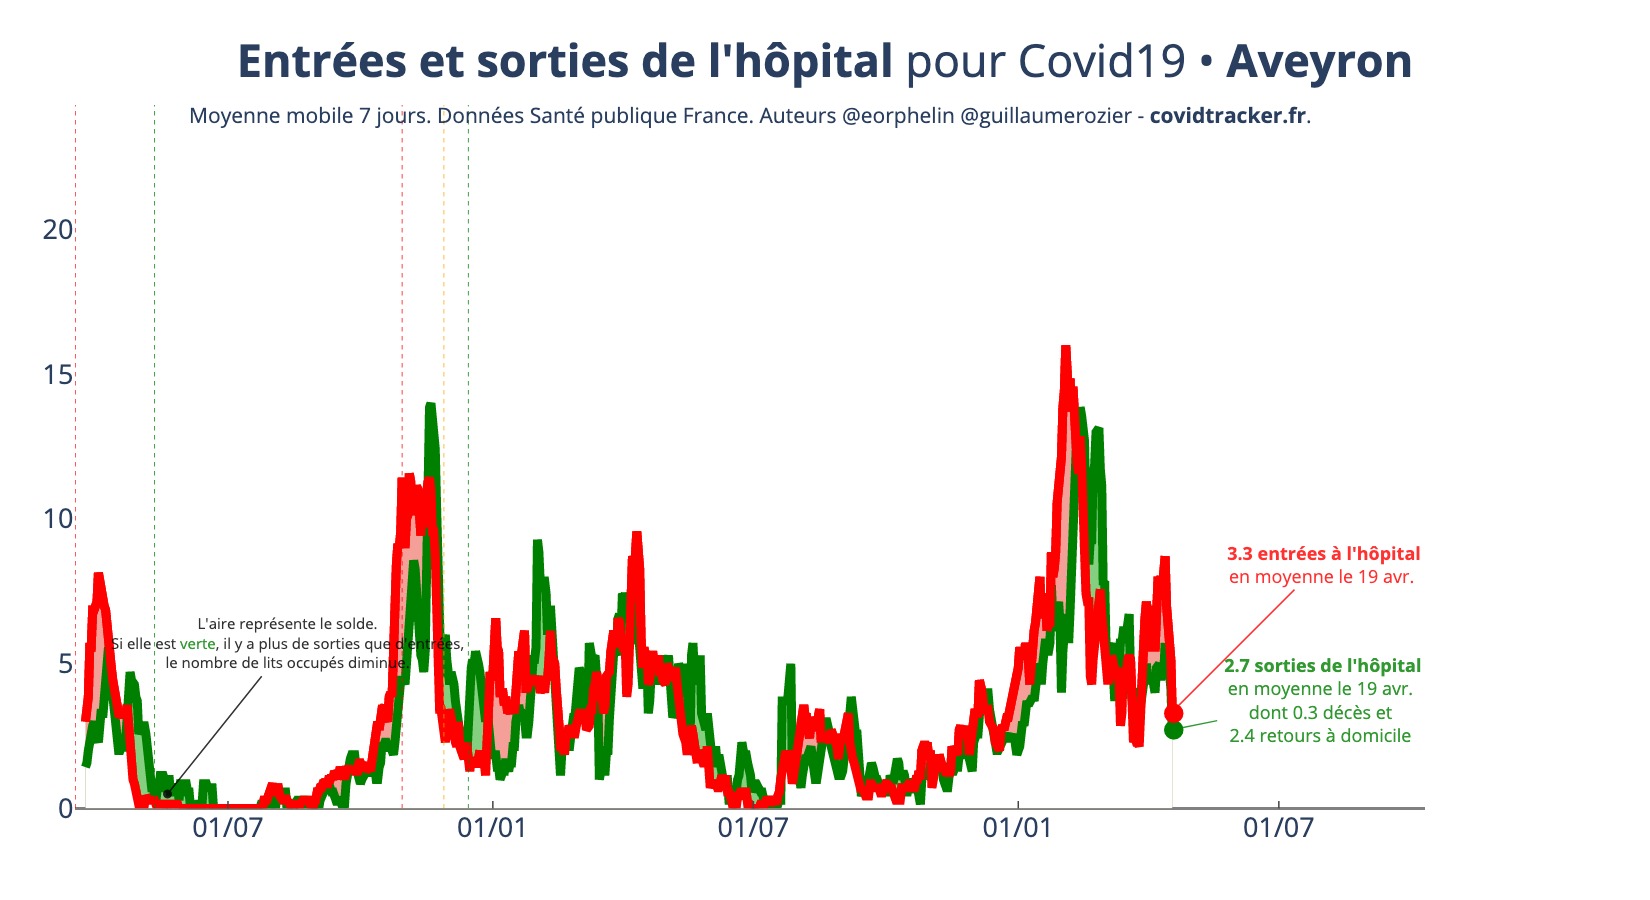 Entrées et sorties de l'hôpital pour Covid19 • Aveyron
Moyenne mobile 7 jours. Données Santé publique France. Auteurs @eorphelin @guillaumerozier - covidtracker.fr.
20
15
10
5
0
L'aire représente le solde.
Si elle est verte, il y a plus de sorties que d'entrées,
le nombre de lits occupés diminue.
3.3 entrées à l'hôpital
en moyenne le 19 avr.
2.7 sorties de l'hôpital
en moyenne le 19 avr.
dont 0.3 décès et
2.4 retours à domicile
01/07
01/01
01/07
01/01
01/07